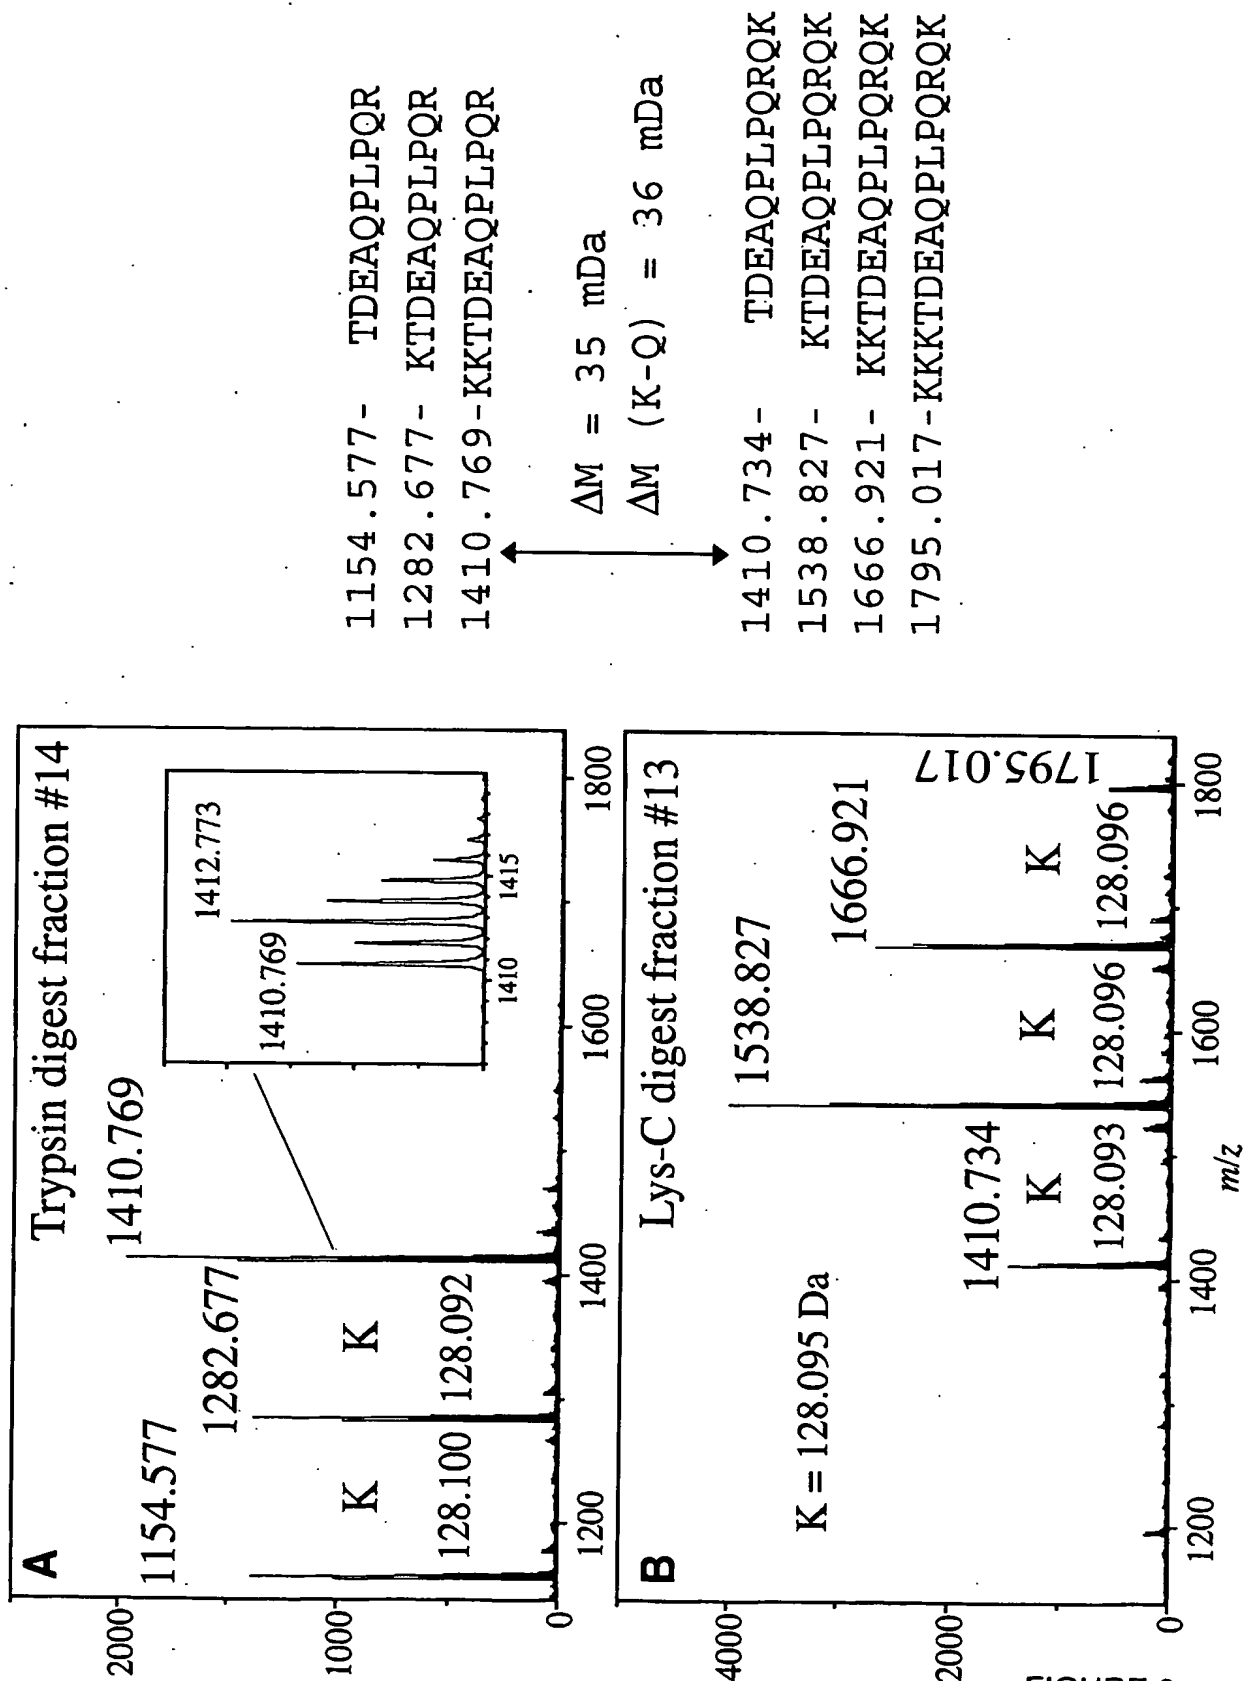 A
Trypsin digest fraction #14
2000
1000
0
1154.577
1282.677
1410.769
K
K
128.100
128.092
1410.769
1412.773
1410
1415
1200
1400
1600
1800
B
Lys-C digest fraction #13
4000
2000
0
K = 128.095 Da
1410.734
1538.827
1666.921
1795.017
K
K
K
128.093
128.096
128.096
1200
1400
1600
1800
m/z
1154.577- TDEAQPLPQR
1282.677- KTDEAQPLPQR
1410.769-KKTDEAQPLPQR
ΔM = 35 mDa
ΔM (K-Q) = 36 mDa
1410.734- TDEAQPLPQRQK
1538.827- KTDEAQPLPQRQK
1666.921- KKTDEAQPLPQRQK
1795.017-KKKTDEAQPLPQRQK